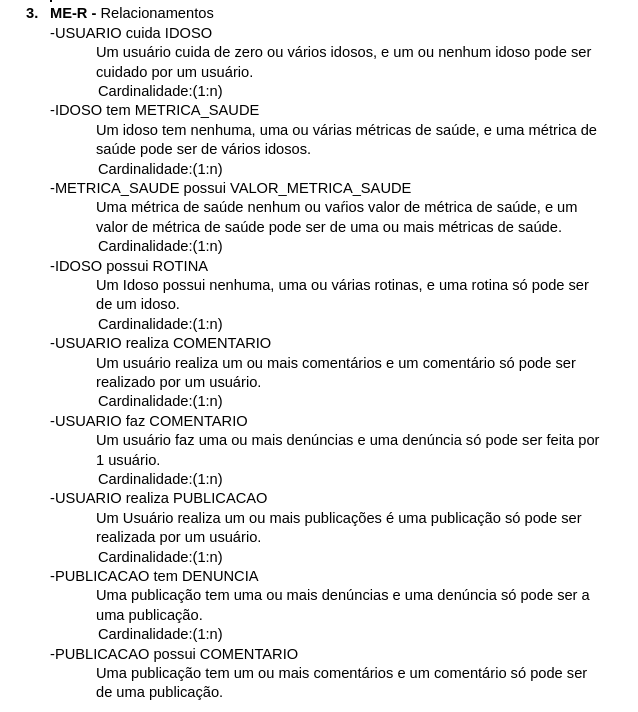 3. ME-R - Relacionamentos
-USUARIO cuida IDOSO
Um usuário cuida de zero ou vários idosos, e um ou nenhum idoso pode ser
cuidado por um usuário.
Cardinalidade:(1:n)
-IDOSO tem METRICA_SAUDE
Um idoso tem nenhuma, uma ou várias métricas de saúde, e uma métrica de
saúde pode ser de vários idosos.
Cardinalidade:(1:n)
-METRICA_SAUDE possui VALOR_METRICA_SAUDE
Uma métrica de saúde nenhum ou vaŕios valor de métrica de saúde, e um
valor de métrica de saúde pode ser de uma ou mais métricas de saúde.
Cardinalidade:(1:n)
-IDOSO possui ROTINA
Um Idoso possui nenhuma, uma ou várias rotinas, e uma rotina só pode ser
de um idoso.
Cardinalidade:(1:n)
-USUARIO realiza COMENTARIO
Um usuário realiza um ou mais comentários e um comentário só pode ser
realizado por um usuário.
Cardinalidade:(1:n)
-USUARIO faz COMENTARIO
Um usuário faz uma ou mais denúncias e uma denúncia só pode ser feita por
1 usuário.
Cardinalidade:(1:n)
-USUARIO realiza PUBLICACAO
Um Usuário realiza um ou mais publicações é uma publicação só pode ser
realizada por um usuário.
Cardinalidade:(1:n)
-PUBLICACAO tem DENUNCIA
Uma publicação tem uma ou mais denúncias e uma denúncia só pode ser a
uma publicação.
Cardinalidade:(1:n)
-PUBLICACAO possui COMENTARIO
Uma publicação tem um ou mais comentários e um comentário só pode ser
de uma publicação.